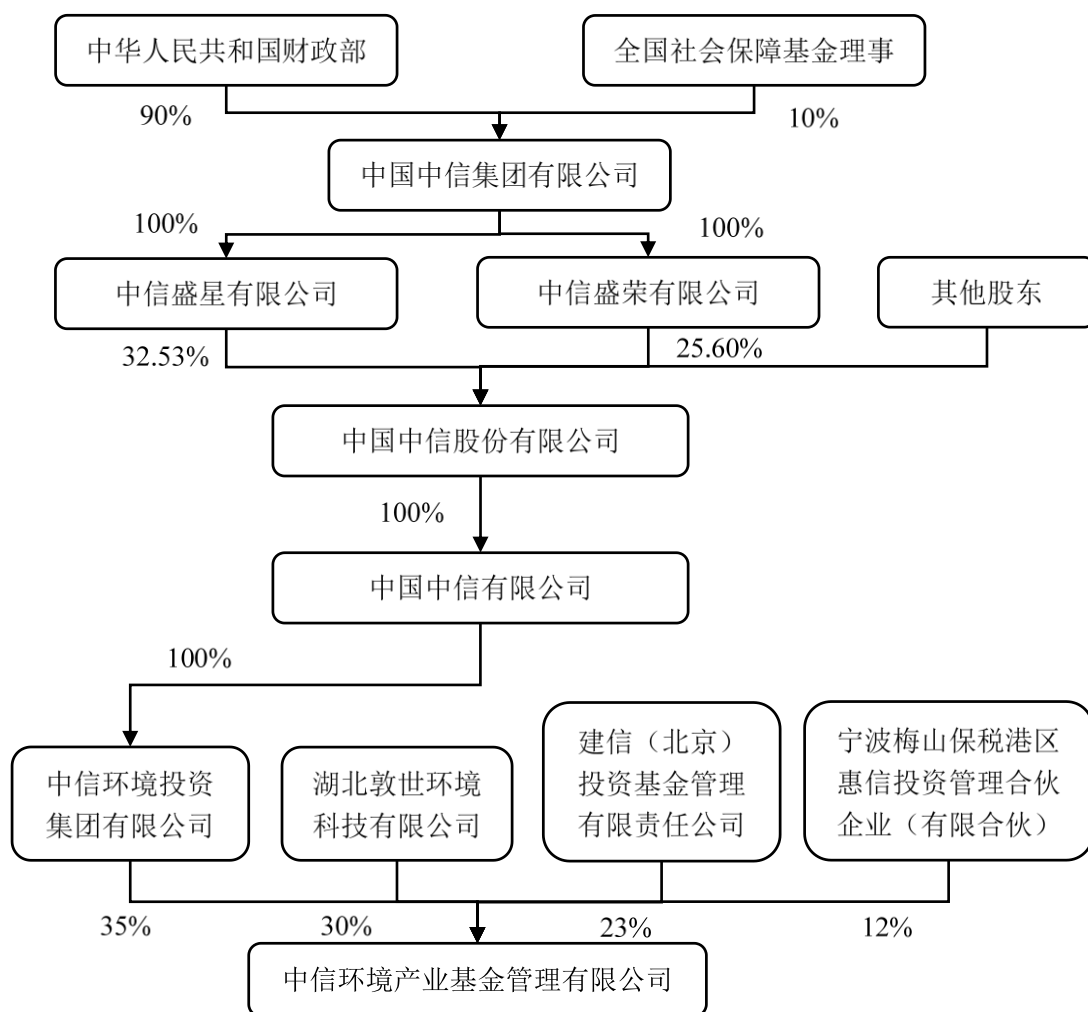 中华人民共和国财政部
全国社会保障基金理事
90%
10%
中国中信集团有限公司
100%
100%
中信盛星有限公司
中信盛荣有限公司
其他股东
32.53%
25.60%
中国中信股份有限公司
100%
中国中信有限公司
100%
中信环境投资
集团有限公司
湖北敦世环境
科技有限公司
建信（北京）
投资基金管理
有限责任公司
宁波梅山保税港区
惠信投资管理合伙
企业（有限合伙）
35%
30%
23%
12%
中信环境产业基金管理有限公司